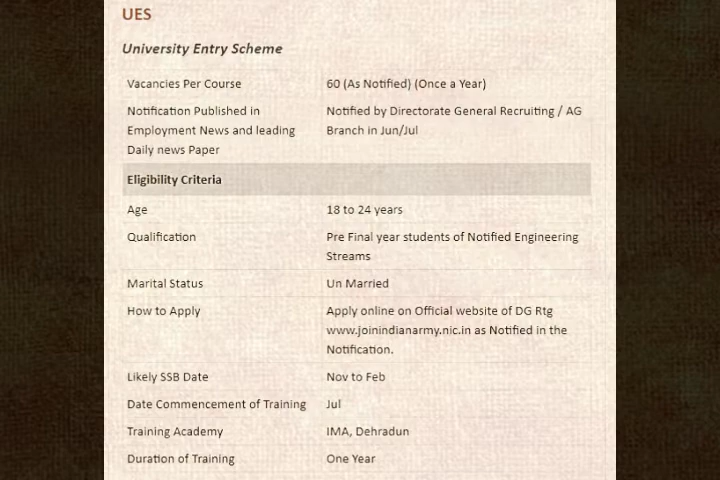 UES
University Entry Scheme
Vacancies Per Course 60 (As Notified) (Once a Year)
Notification Published in Notified by Directorate General Recruiting / AG
Employment News and leading Branch in Jun/Jul
Daily news Paper
Eligibility Criteria
Age 18 to 24 years
Qualification Pre Final year students of Notified Engineering
Streams
Marital Status Un Married
How to Apply Apply online on Official website of DG Rtg
www.joinindianarmy.nic.in as Notified in the
Notification.
Likely SSB Date Nov to Feb
Date Commencement of Training Jul
Training Academy IMA, Dehradun
Duration of Training One Year